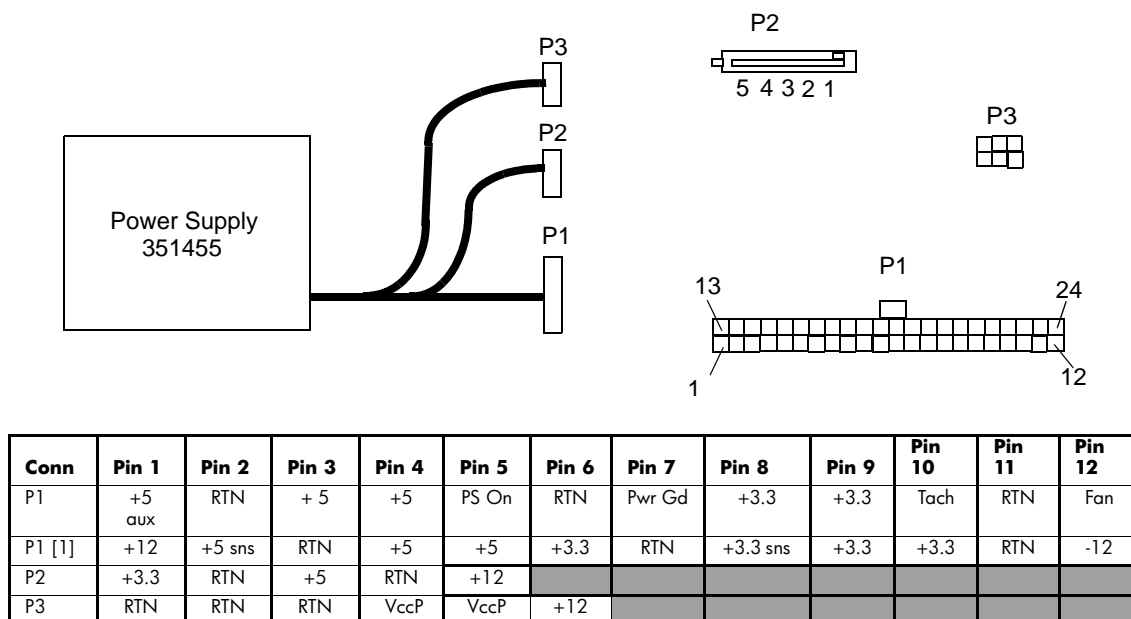 P3
P2
P1
Power Supply
351455
P2
5 4 3 2 1
P3
P1
13
24
1
12
Conn Pin 1 Pin 2 Pin 3 Pin 4 Pin 5 Pin 6 Pin 7 Pin 8 Pin 9 Pin 10 Pin 11 Pin 12
P1 +5 aux RTN + 5 +5 PS On RTN Pwr Gd +3.3 +3.3 Tach RTN Fan
P1 [1] +12 +5 sns RTN +5 +5 +3.3 RTN +3.3 sns +3.3 +3.3 RTN -12
P2 +3.3 RTN +5 RTN +12
P3 RTN RTN RTN VccP VccP +12